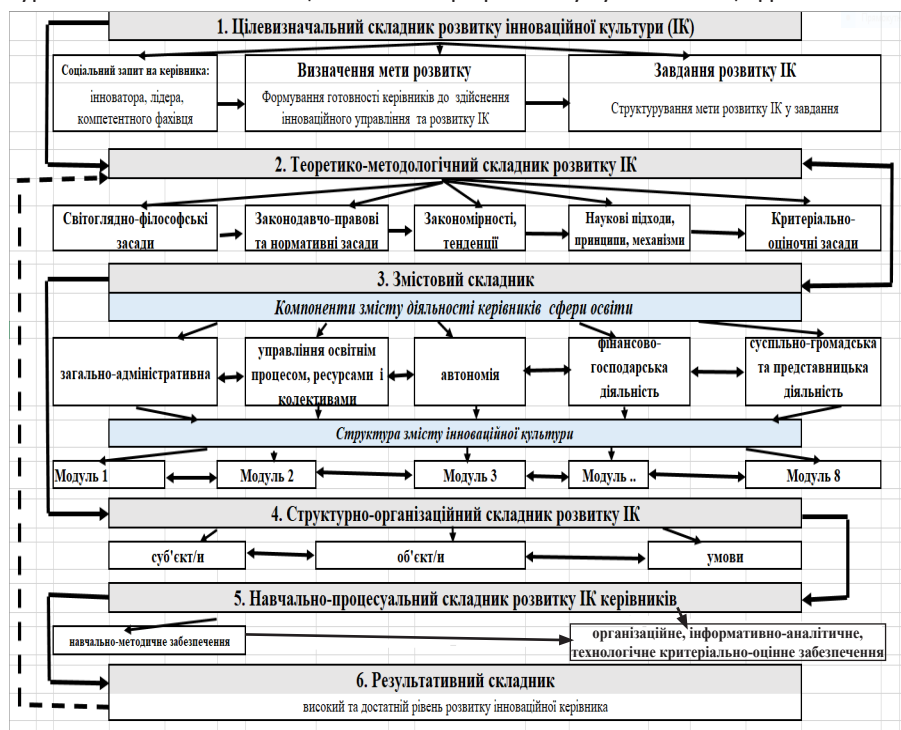 1. Цілевизначальний складник розвитку інноваційної культури (ІК)
Соціальний запит на керівника:
інноватора, лідера,
компетентного фахівця
Визначення мети розвитку
Формування готовності керівників до здійснення
інноваційного управління та розвитку ІК
Завдання розвитку ІК
Структурування мети розвитку ІК у завдання
2. Теоретико-методологічний складник розвитку ІК
Світоглядно-філософські
засади
Законодавчо-правові
та нормативні засади
Закономірності,
тенденції
Наукові підходи,
принципи, механізми
Критеріально-
оціночні засади
3. Змістовий складник
Компоненти змісту діяльності керівників сфери освіти
загально-адміністративна
управління освітнім
процесом, ресурсами і
колективами
автономія
фінансово-
господарська
діяльність
суспільно-громадська
та представницька
діяльність
Структура змісту інноваційної культури
Модуль 1
Модуль 2
Модуль 3
Модуль ..
Модуль 8
4. Структурно-організаційний складник розвитку ІК
суб'єкт/и
об'єкт/и
умови
5. Навчально-процесуальний складник розвитку ІК керівників
навчально-методичне забезпечення
організаційне, інформативно-аналітичне,
технологічне критеріально-оцінне забезпечення
6. Результативний складник
високий та достатній рівень розвитку інноваційної керівника